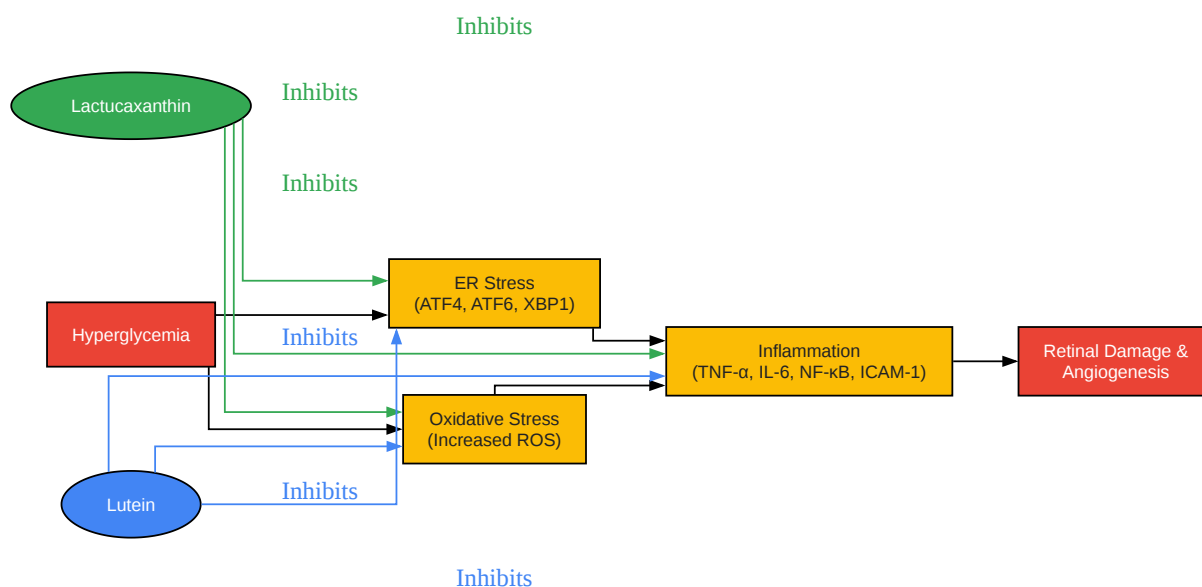 Inhibits
Inhibits
Lactucaxanthin
Inhibits
ER Stress
(ATF4, ATF6, XBP1)
Hyperglycemia
Inhibits
Inflammation
(TNF-α, IL-6, NF-κB, ICAM-1)
Retinal Damage &
Angiogenesis
Oxidative Stress
(Increased ROS)
Inhibits
Lutein
Inhibits